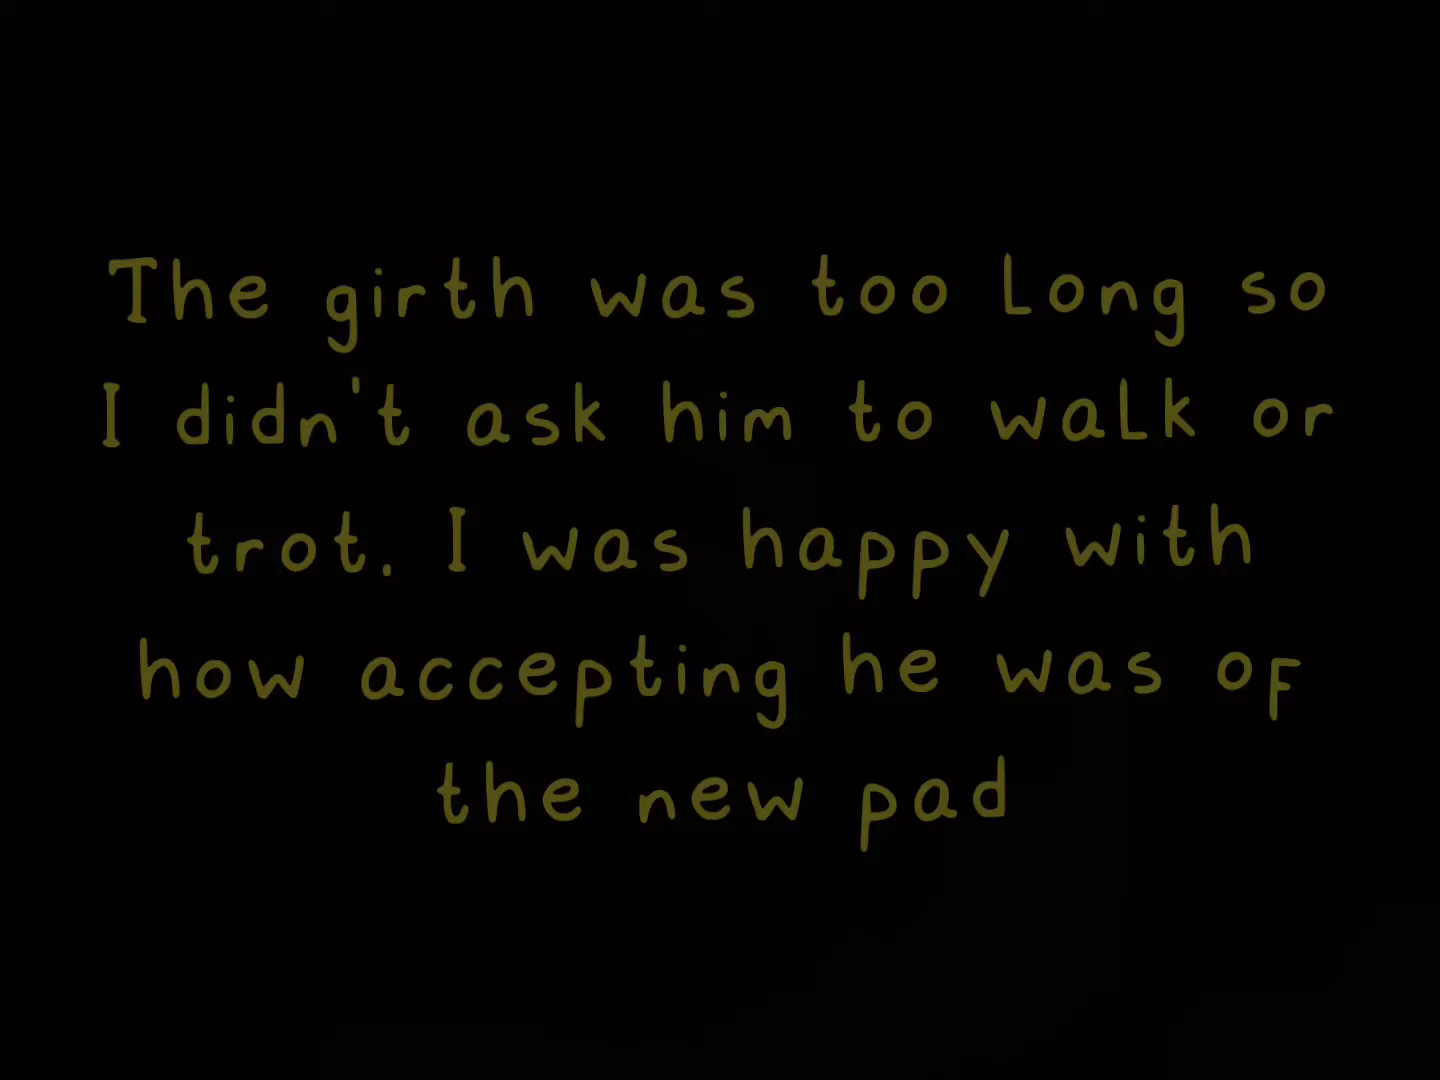 The girth was too long so
I didn't ask him to walk or
trot. I was happy with
how accepting he was of
the new pad